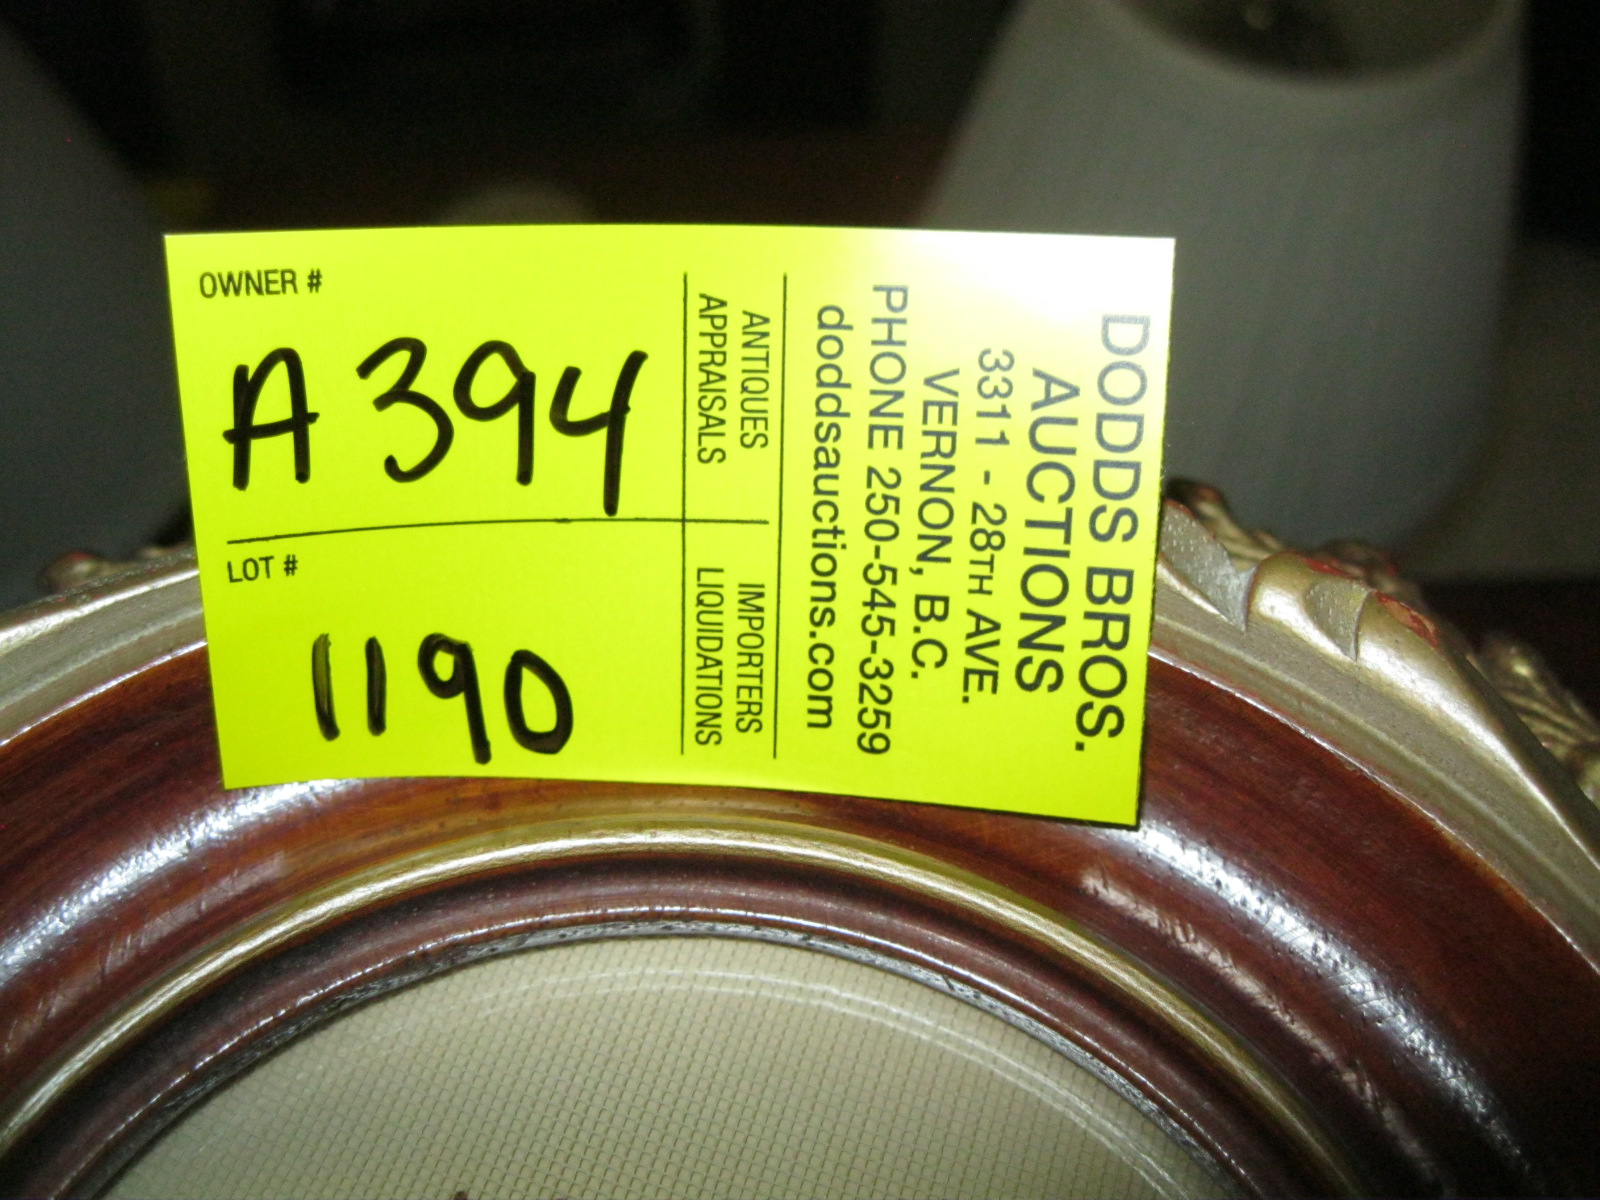 OWNER #
A 394
LOT #
1190
ANTIQUES
APPRAISALS
IMPORTERS
LIQUIDATIONS
DODDS BROS.
AUCTIONS
3311 - 28TH AVE.
VERNON, B.C.
PHONE 250-545-3259
doddsauctions.com